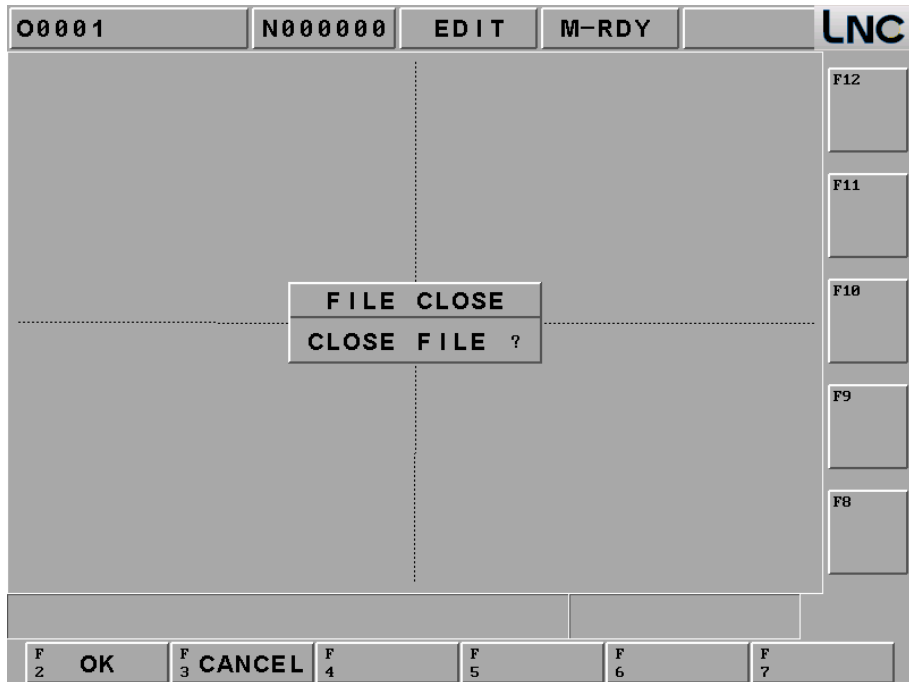 O0001 N000000 EDIT M-RDY LNC
F12
F11
F10
F9
F8
FILE CLOSE
CLOSE FILE ?
F2 OK F3 CANCEL F4 F5 F6 F7